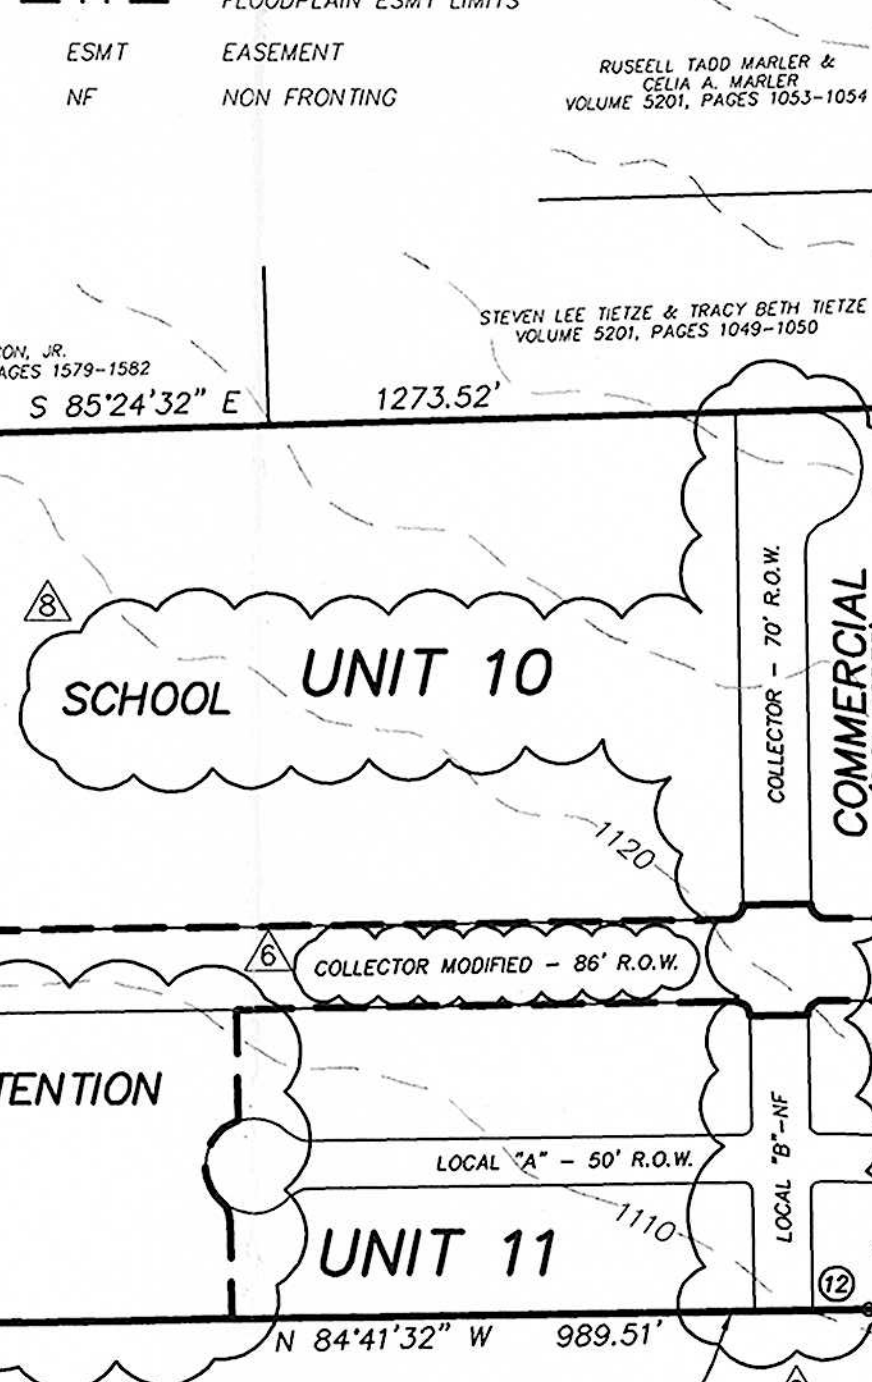 FLOODPLAIN ESMT LIMITS
ESMT EASEMENT
NF NON FRONTING
RUSEELL TADD MARLER &
CELIA A. MARLER
VOLUME 5201, PAGES 1053-1054
STEVEN LEE TIETZE & TRACY BETH TIETZE
VOLUME 5201, PAGES 1049-1050
JR.
1579-1582
S 85°24'32" E 1273.52'
8
SCHOOL
UNIT 10
COLLECTOR - 70' R.O.W.
COMMERCIAL
1120
6
COLLECTOR MODIFIED - 86' R.O.W.
TENTION
LOCAL "A" - 50' R.O.W.
LOCAL "B"-NF
1110
UNIT 11
12
N 84°41'32" W 989.51'